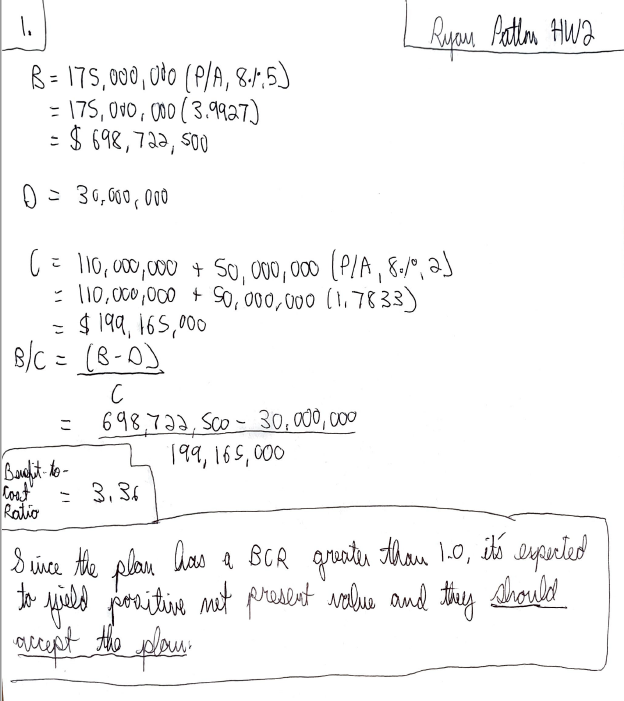 1.
Ryan Patlan HW2
B = 175,000,000 (P/A, 8%, 5)
= 175,000,000 (3.9927)
= $ 698,722,500
D = 30,000,000
C = 110,000,000 + 50,000,000 (P/A, 8%, 2)
= 110,000,000 + 50,000,000 (1.7833)
= $ 199,165,000
B/C = (B-D)
C
= 698,722,500 - 30,000,000
199,165,000
Benefit-to-
Cost = 3.36
Ratio
Since the plan has a BCR greater than 1.0, it's expected
to yield positive net present value and they should
accept the plan.